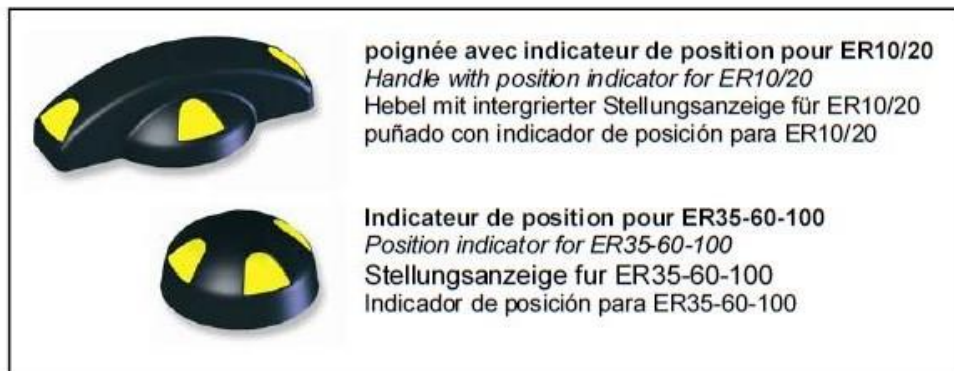 poignée avec indicateur de position pour ER10/20
Handle with position indicator for ER10/20
Hebel mit intergrierter Stellungsanzeige für ER10/20
puñado con indicador de posición para ER10/20
Indicateur de position pour ER35-60-100
Position indicator for ER35-60-100
Stellungsanzeige fur ER35-60-100
Indicador de posición para ER35-60-100